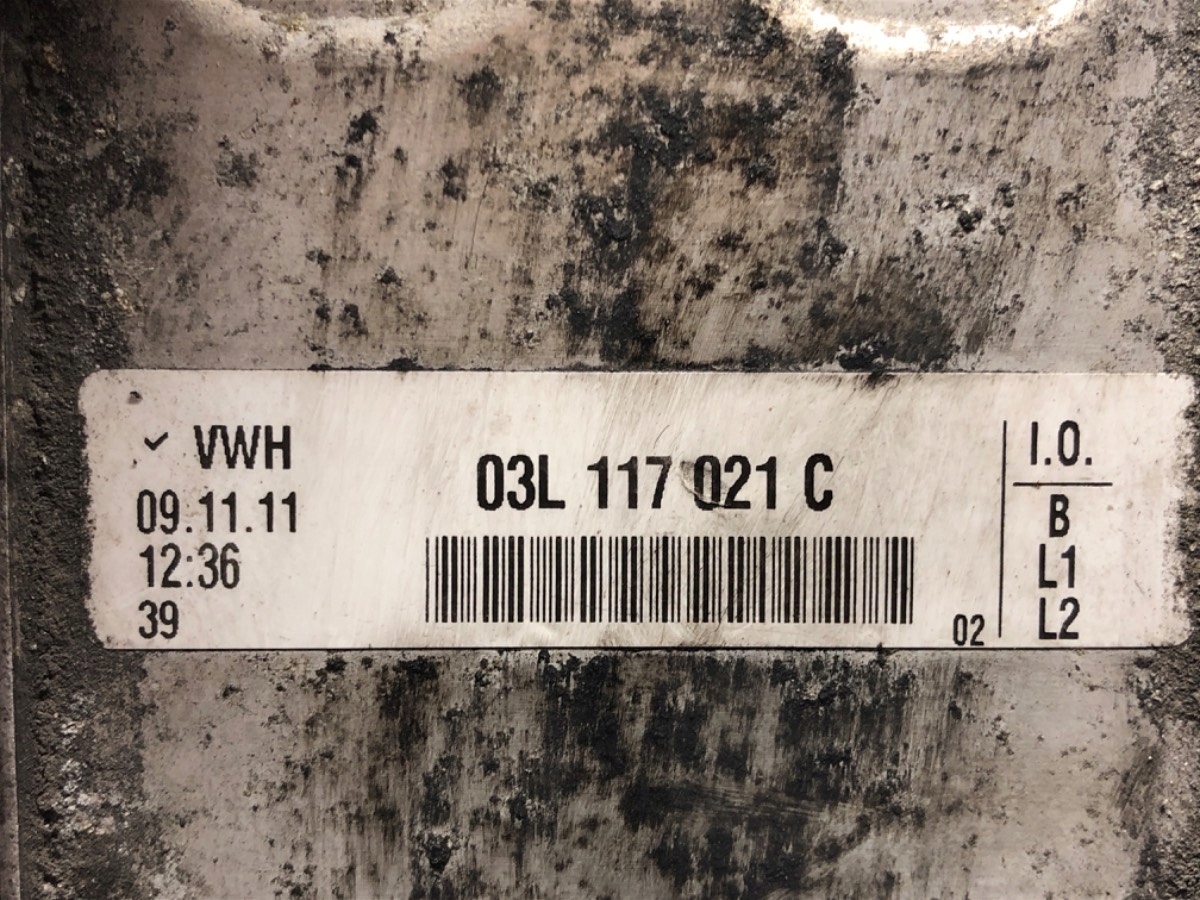 ✓ VWH
09.11.11
12:36
39
03L 117 021 C
02
I.O.
B
L1
L2